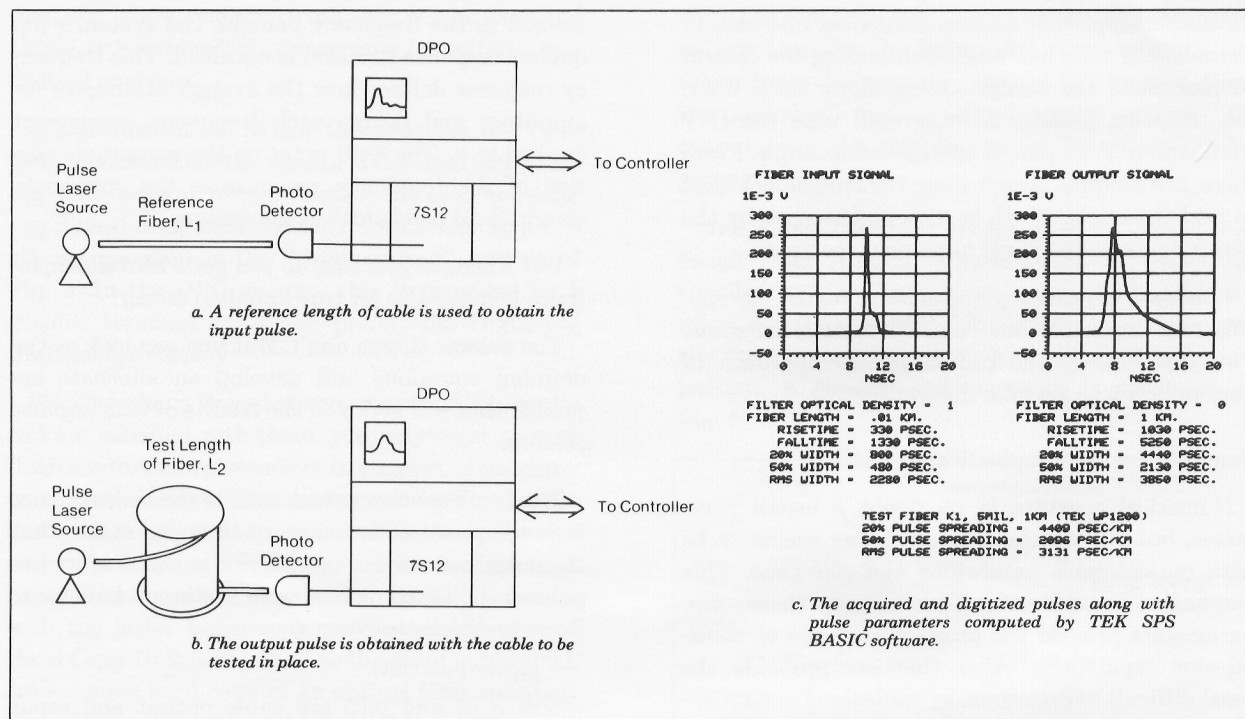 DPO
To Controller
Pulse
Laser
Source
Reference
Fiber, L1
Photo
Detector
7S12
a. A reference length of cable is used to obtain the
input pulse.
DPO
Test Length
of Fiber, L2
To Controller
Pulse
Laser
Source
Photo
Detector
7S12
b. The output pulse is obtained with the cable to be
tested in place.
FIBER INPUT SIGNAL
1E-3 V
300
250
200
150
100
50
0
50
0 4 8 12 16 20
NSEC
FILTER OPTICAL DENSITY = 1
FIBER LENGTH = .01 KM.
RISETIME = 330 PSEC.
FALLTIME = 1330 PSEC.
20% WIDTH = 800 PSEC.
50% WIDTH = 480 PSEC.
RMS WIDTH = 2280 PSEC.
FIBER OUTPUT SIGNAL
1E-3 V
300
250
200
150
100
50
0
50
0 4 8 12 16 20
NSEC
FILTER OPTICAL DENSITY = 0
FIBER LENGTH = 1 KM.
RISETIME = 1030 PSEC.
FALLTIME = 5250 PSEC.
20% WIDTH = 4440 PSEC.
50% WIDTH = 2130 PSEC.
RMS WIDTH = 3850 PSEC.
TEST FIBER K1, 5MIL, 1KM (TEK LWP1200)
20% PULSE SPREADING = 4409 PSEC/KM
50% PULSE SPREADING = 2096 PSEC/KM
RMS PULSE SPREADING = 3131 PSEC/KM
c. The acquired and digitized pulses along with
pulse parameters computed by TEK SPS
BASIC software.